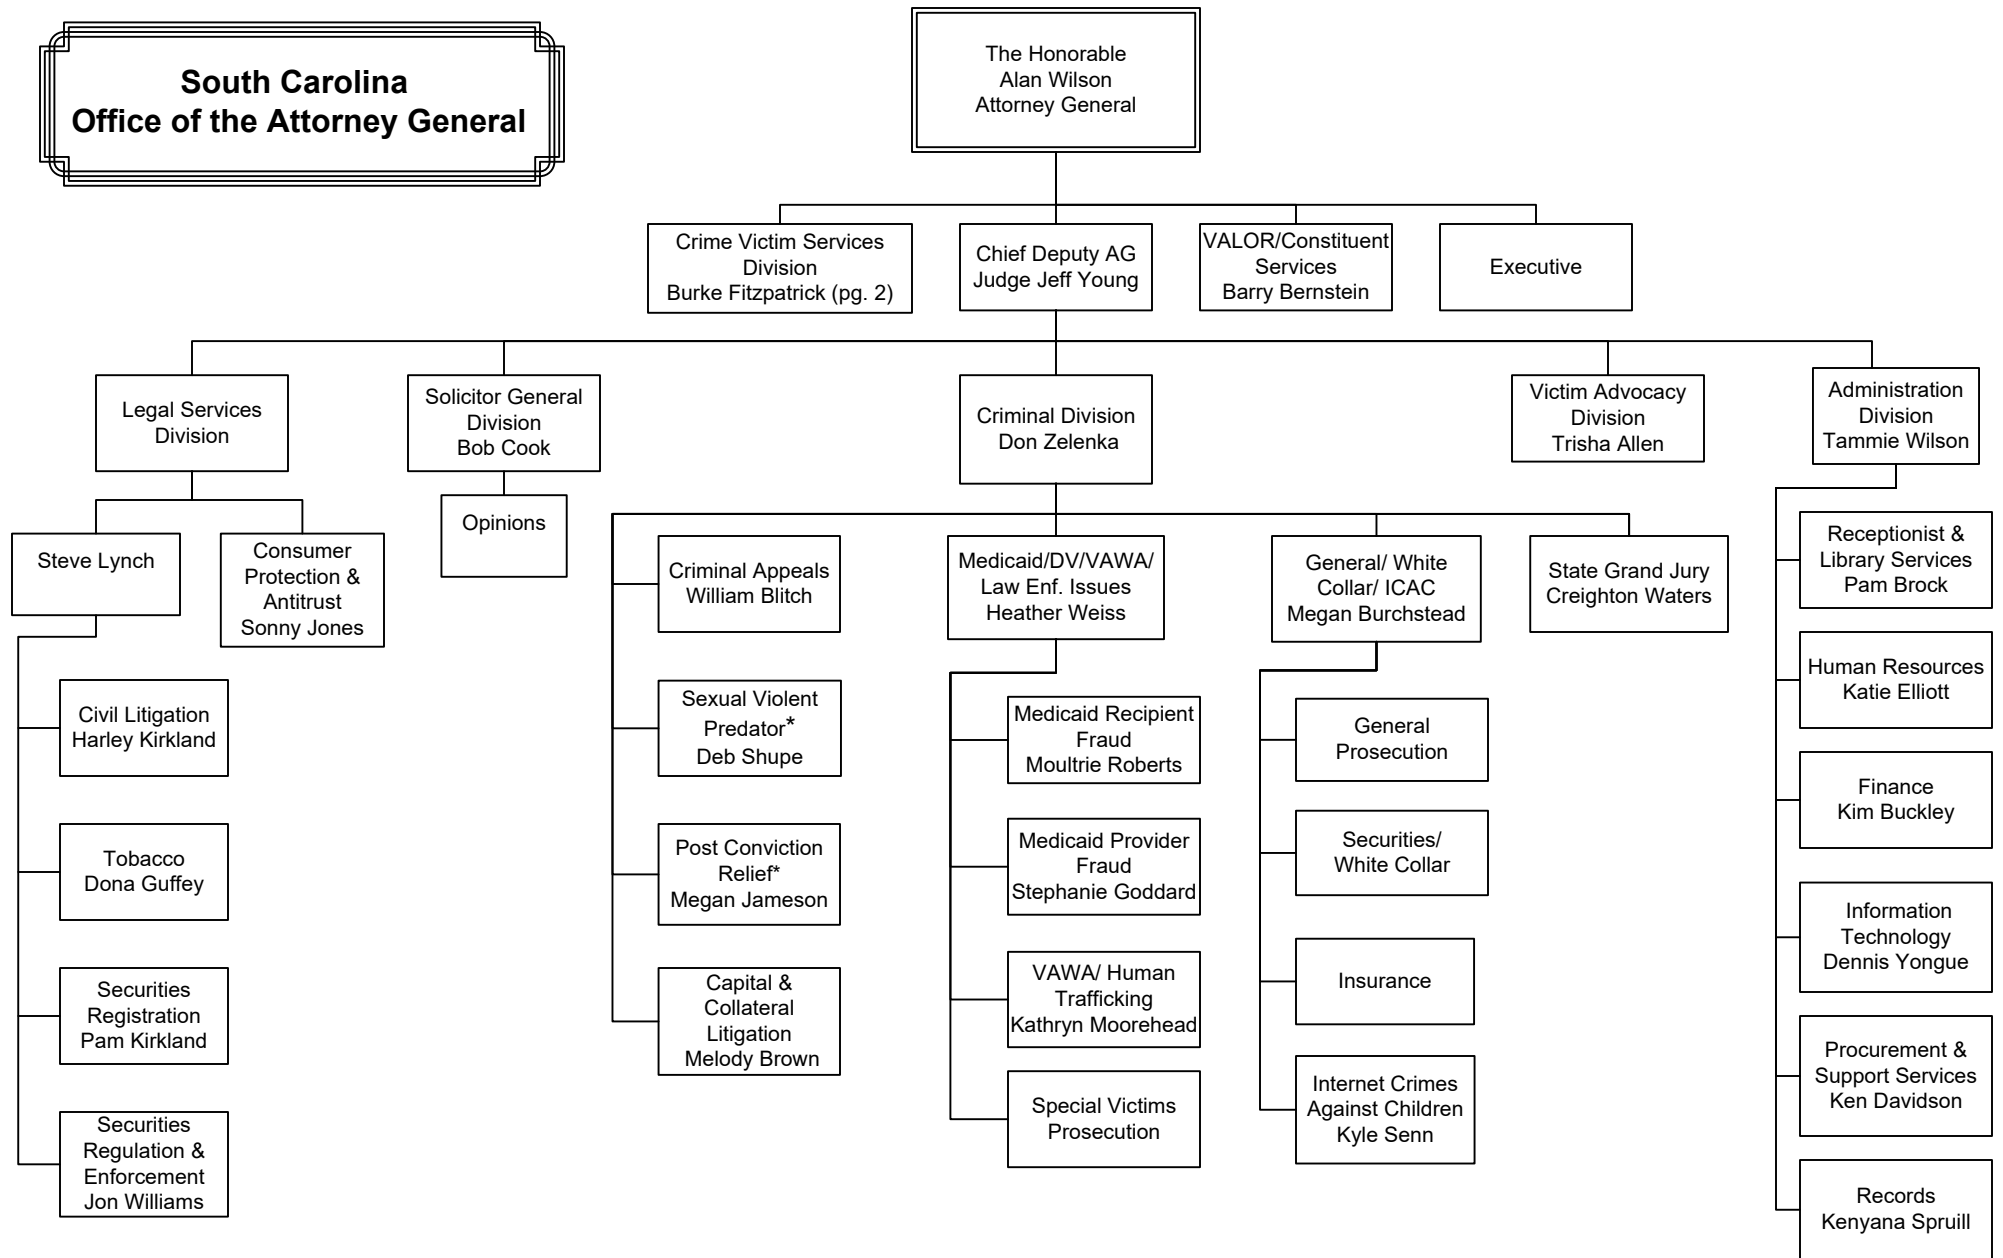 South Carolina
Office of the Attorney General
The Honorable
Alan Wilson
Attorney General
Crime Victim Services
Division
Burke Fitzpatrick (pg. 2)
Chief Deputy AG
Judge Jeff Young
VALOR/Constituent
Services
Barry Bernstein
Executive
Legal Services
Division
Solicitor General
Division
Bob Cook
Criminal Division
Don Zelenka
Victim Advocacy
Division
Trisha Allen
Administration
Division
Tammie Wilson
Steve Lynch
Consumer
Protection &
Antitrust
Sonny Jones
Opinions
Civil Litigation
Harley Kirkland
Tobacco
Dona Guffey
Securities
Registration
Pam Kirkland
Securities
Regulation &
Enforcement
Jon Williams
Criminal Appeals
William Blitch
Sexual Violent
Predator*
Deb Shupe
Post Conviction
Relief*
Megan Jameson
Capital &
Collateral
Litigation
Melody Brown
Medicaid/DV/VAWA/
Law Enf. Issues
Heather Weiss
Medicaid Recipient
Fraud
Moultrie Roberts
Medicaid Provider
Fraud
Stephanie Goddard
VAWA/ Human
Trafficking
Kathryn Moorehead
Special Victims
Prosecution
General/ White
Collar/ ICAC
Megan Burchstead
General
Prosecution
Securities/
White Collar
Insurance
Internet Crimes
Against Children
Kyle Senn
State Grand Jury
Creighton Waters
Receptionist &
Library Services
Pam Brock
Human Resources
Katie Elliott
Finance
Kim Buckley
Information
Technology
Dennis Yongue
Procurement &
Support Services
Ken Davidson
Records
Kenyana Spruill